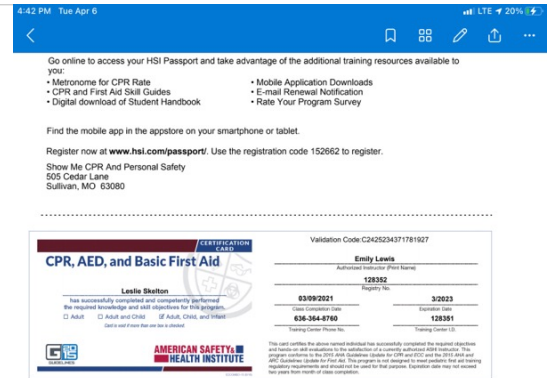 4:42 PM Tue Apr 6
LTE 20%
Go online to access your HSI Passport and take advantage of the additional training resources available to
you:
• Metronome for CPR Rate
• CPR and First Aid Skill Guides
• Digital download of Student Handbook
• Mobile Application Downloads
• E-mail Renewal Notification
• Rate Your Program Survey
Find the mobile app in the appstore on your smartphone or tablet.
Register now at www.hsi.com/passport/. Use the registration code 152662 to register.
Show Me CPR And Personal Safety
505 Cedar Lane
Sullivan, MO 63080
CERTIFICATION
CARD
CPR, AED, and Basic First Aid
Leslie Skelton
has successfully completed and competently performed
the required knowledge and skill objectives for this program.
Adult
Adult and Child
Adult, Child, and Infant
Card is void if more than one box is checked.
GUIDELINES
AMERICAN SAFETY &
HEALTH INSTITUTE
Validation Code:C2425234371781927
Emily Lewis
Authorized Instructor (Print Name)
128352
Registry No.
03/09/2021
3/2023
Class Completion Date
Expiration Date
636-364-8760
128351
Training Center Phone No.
Training Center I.D.
This card certifies the above named individual has successfully completed the required objectives
and hands-on skill evaluations to the satisfaction of a currently authorized ASHI Instructor. This
program conforms to the 2015 AHA Guidelines Update for CPR and ECC and the 2015 AHA and
ARC Guidelines Update for First Aid. This program is not designed to meet pediatric first aid training
regulatory requirements and should not be used for that purpose. Expiration date may not exceed
two years from month of class completion.